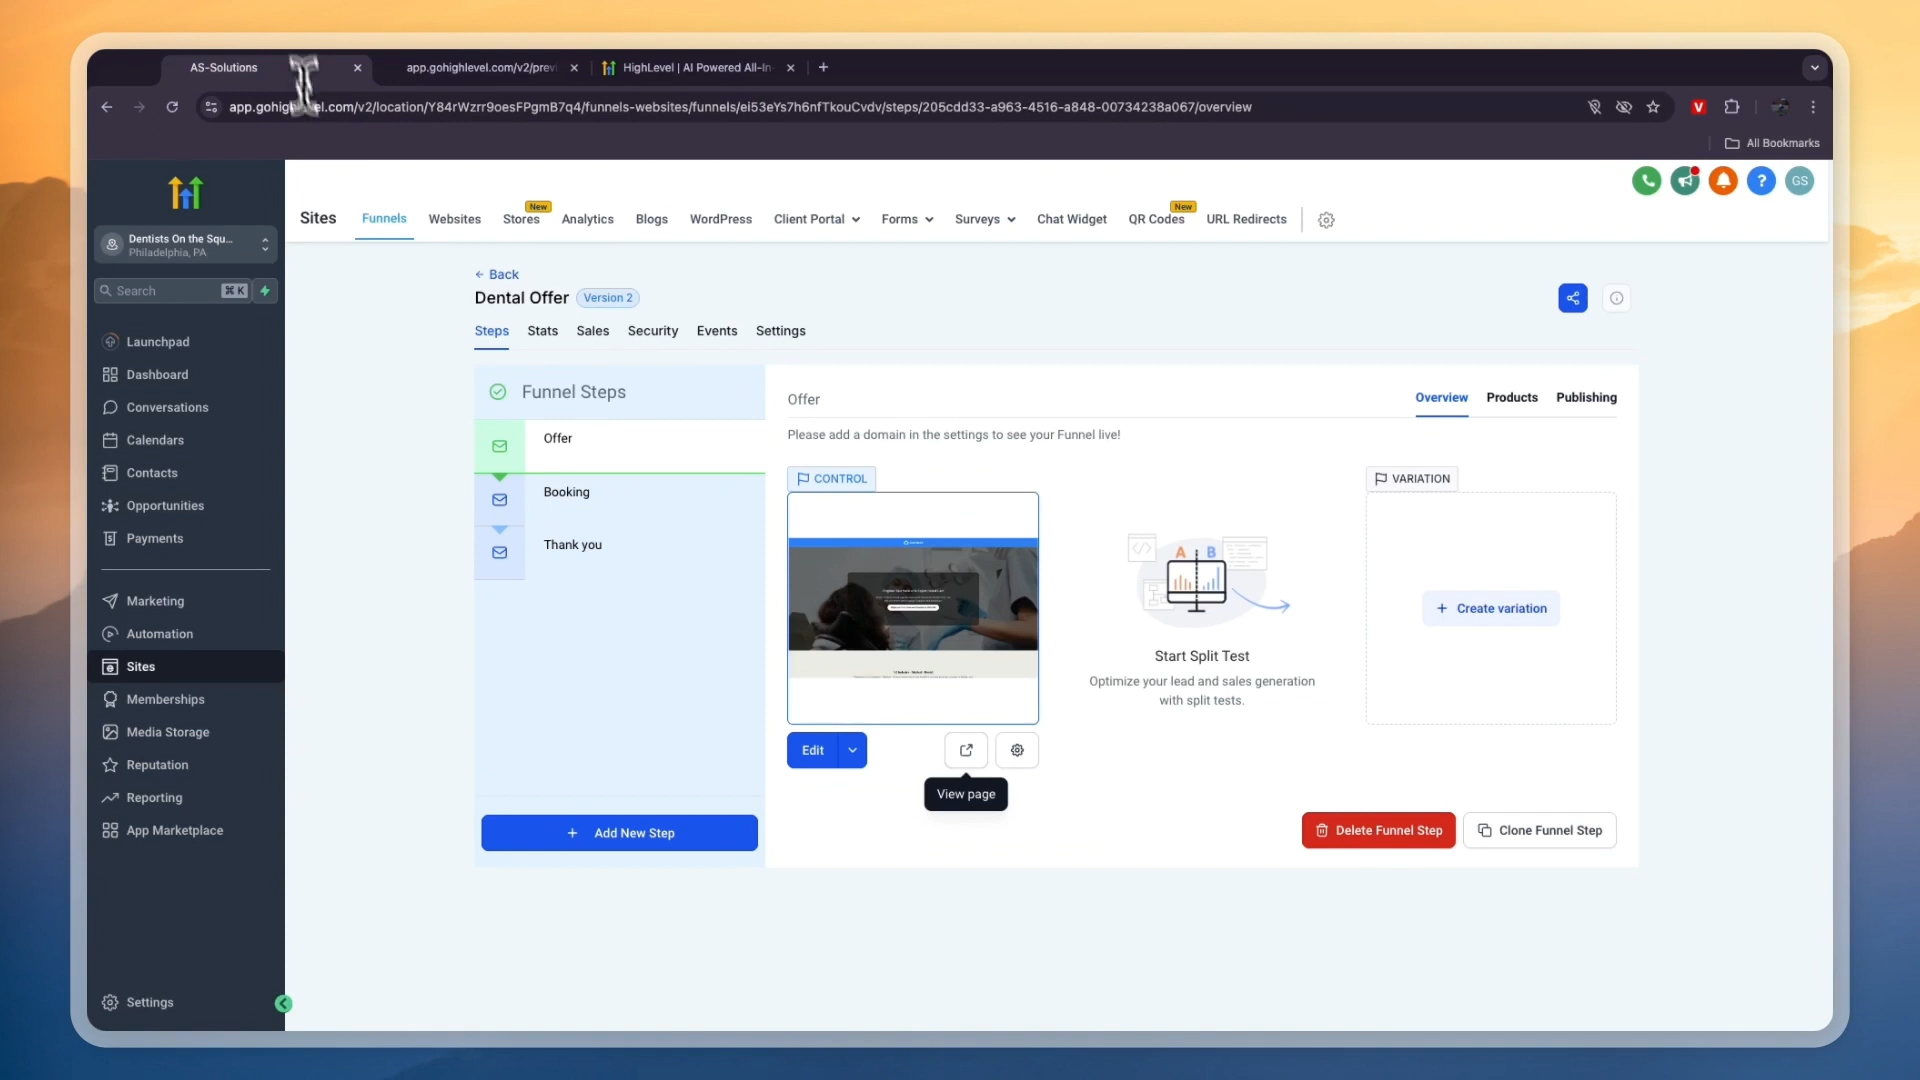 AS-Solutions
app.gohighlevel.com/v2/prev
HighLevel | AI Powered All-In-
app.gohighlevel.com/v2/location/Y84rWzrr9oesFPgmB7q4/funnels-websites/funnels/ei53eYs7h6nfTkouCvdv/steps/205cdd33-a963-4516-a848-00734238a067/overview
V
All Bookmarks
GS
Sites
Funnels
Websites
Stores
New
Analytics
Blogs
WordPress
Client Portal
Forms
Surveys
Chat Widget
QR Codes
New
URL Redirects
Dentists On the Squ...
Philadelphia, PA
Search
⌘ K
Launchpad
Dashboard
Conversations
Calendars
Contacts
Opportunities
Payments
Marketing
Automation
Sites
Memberships
Media Storage
Reputation
Reporting
App Marketplace
Settings
← Back
Dental Offer
Version 2
Steps
Stats
Sales
Security
Events
Settings
Funnel Steps
Offer
Booking
Thank you
+ Add New Step
Offer
Overview
Products
Publishing
Please add a domain in the settings to see your Funnel live!
CONTROL
Edit
View page
A B
Start Split Test
Optimize your lead and sales generation
with split tests.
VARIATION
+ Create variation
Delete Funnel Step
Clone Funnel Step